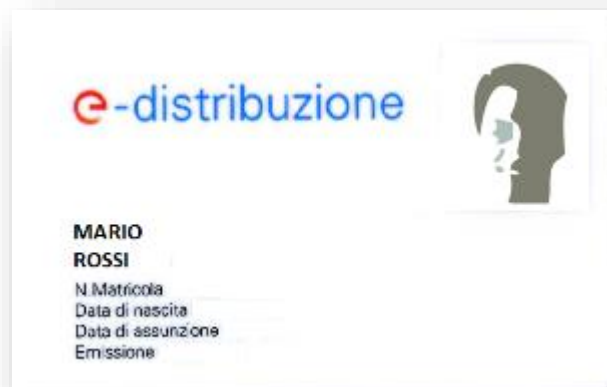 e-distribuzione
MARIO
ROSSI
N.Matricola
Data di nascita
Data di assunzione
Emissione